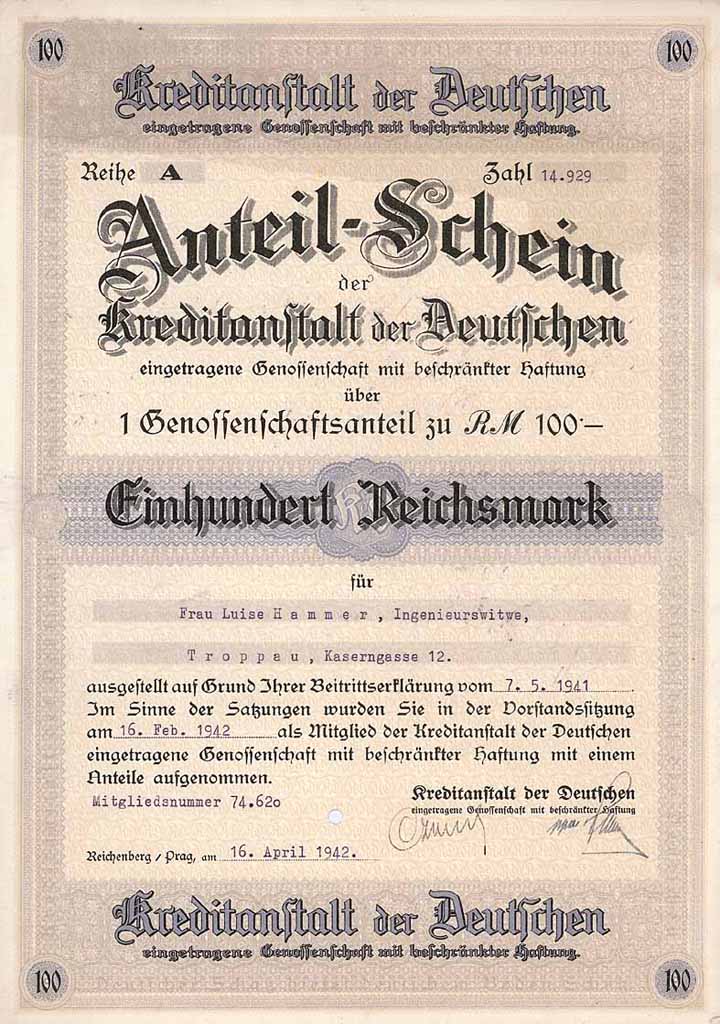 100 100
Kreditanstalt der Deutschen
eingetragene Genossenschaft mit beschränkter Haftung.
Reihe A Zahl 14.929
Anteil-Schein
der
Kreditanstalt der Deutschen
eingetragene Genossenschaft mit beschränkter Haftung
über
1 Genossenschaftsanteil zu RM 100·—
Einhundert Reichsmark
für
Frau Luise Hammer, Ingenieurswitwe,
Troppau, Kaserngasse 12.
ausgestellt auf Grund Ihrer Beitrittserklärung vom 7. 5. 1941.
Im Sinne der Satzungen wurden Sie in der Vorstandssitzung
am 16. Feb. 1942 als Mitglied der Kreditanstalt der Deutschen
eingetragene Genossenschaft mit beschränkter Haftung mit einem
Anteile aufgenommen.
Mitgliedsnummer 74.620
Kreditanstalt der Deutschen
eingetragene Genossenschaft mit beschränkter Haftung
Reichenberg / Prag, am 16. April 1942.
Kreditanstalt der Deutschen
eingetragene Genossenschaft mit beschränkter Haftung.
100 100